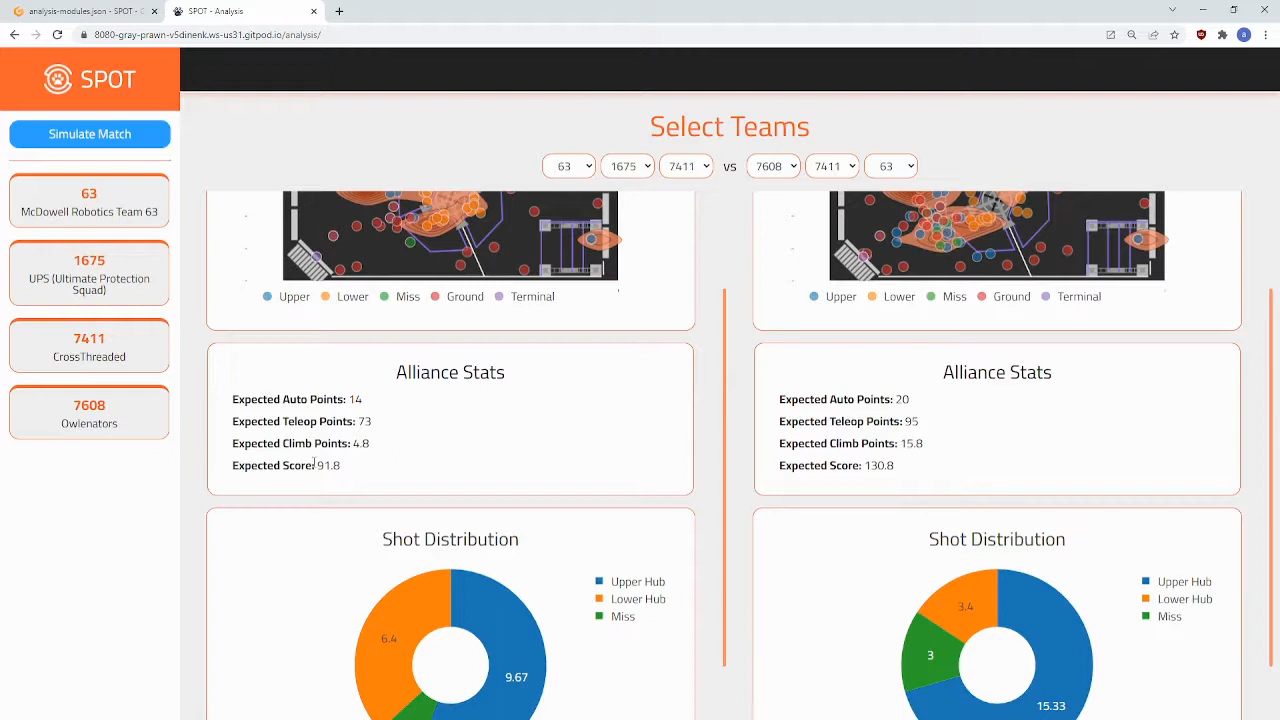 analysis-modules.json - SPOT - G
SPOT - Analysis
8080-gray-prawn-v5dinenk.ws-us31.gitpod.io/analysis/
a
SPOT
Simulate Match
63
McDowell Robotics Team 63
1675
UPS (Ultimate Protection
Squad)
7411
CrossThreaded
7608
Owlenators
Select Teams
63 1675 7411 vs 7608 7411 63
Upper Lower Miss Ground Terminal
Upper Lower Miss Ground Terminal
Alliance Stats
Expected Auto Points: 14
Expected Teleop Points: 73
Expected Climb Points: 4.8
Expected Score: 91.8
Alliance Stats
Expected Auto Points: 20
Expected Teleop Points: 95
Expected Climb Points: 15.8
Expected Score: 130.8
Shot Distribution
Upper Hub
Lower Hub
Miss
6.4
9.67
Shot Distribution
Upper Hub
Lower Hub
Miss
3.4
3
15.33